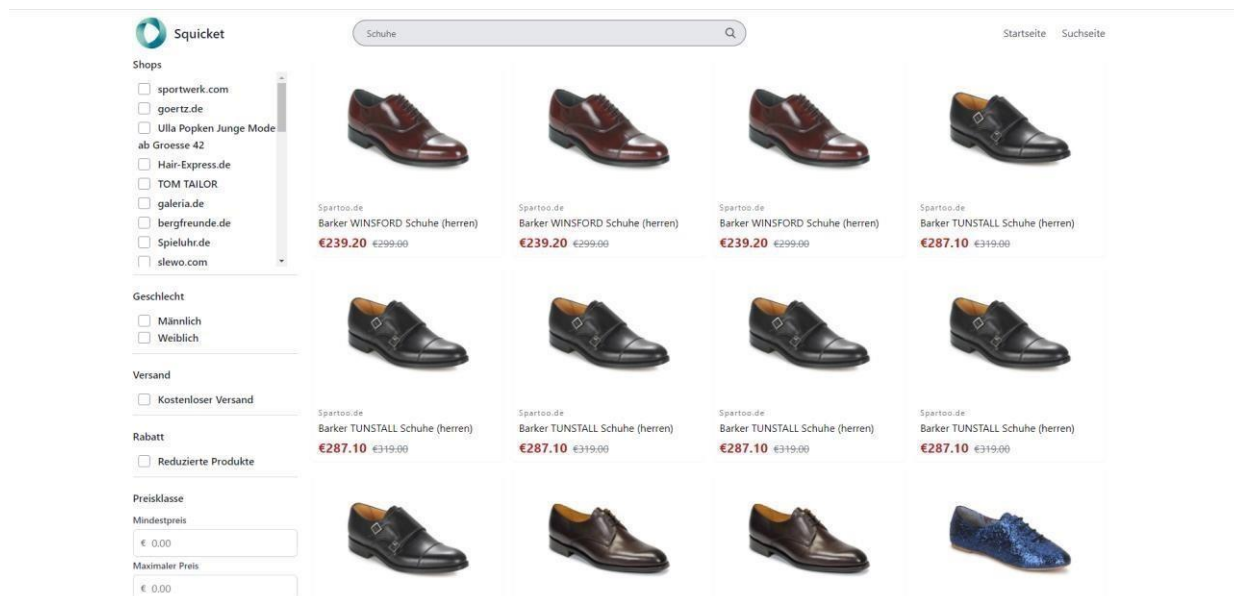 Squicket
Schuhe
Startseite Suchseite
Shops
sportwerk.com
goertz.de
Ulla Popken Junge Mode
ab Groesse 42
Hair-Express.de
TOM TAILOR
galeria.de
bergfreunde.de
Spieluhr.de
slewo.com
Geschlecht
Männlich
Weiblich
Versand
Kostenloser Versand
Rabatt
Reduzierte Produkte
Preisklasse
Mindestpreis
€ 0.00
Maximaler Preis
€ 0.00
Spartoo.de
Barker WINSFORD Schuhe (herren)
€239.20 €299.00
Spartoo.de
Barker WINSFORD Schuhe (herren)
€239.20 €299.00
Spartoo.de
Barker WINSFORD Schuhe (herren)
€239.20 €299.00
Spartoo.de
Barker TUNSTALL Schuhe (herren)
€287.10 €319.00
Spartoo.de
Barker TUNSTALL Schuhe (herren)
€287.10 €319.00
Spartoo.de
Barker TUNSTALL Schuhe (herren)
€287.10 €319.00
Spartoo.de
Barker TUNSTALL Schuhe (herren)
€287.10 €319.00
Spartoo.de
Barker TUNSTALL Schuhe (herren)
€287.10 €319.00